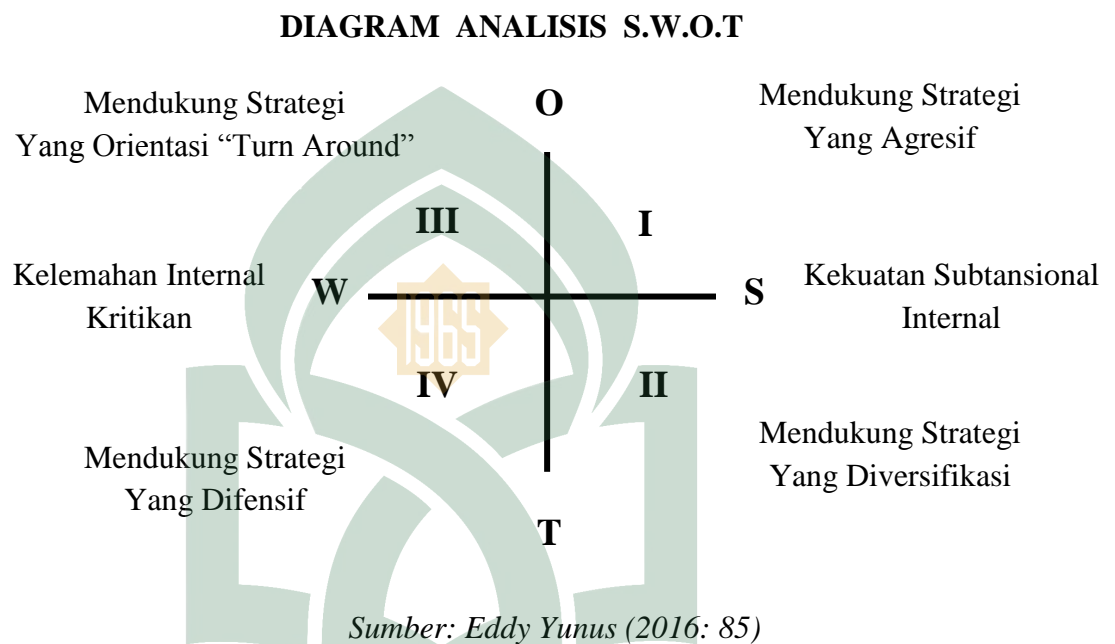 DIAGRAM ANALISIS S.W.O.T
Mendukung Strategi
Yang Orientasi “Turn Around”
O
Mendukung Strategi
Yang Agresif
III
I
Kelemahan Internal
Kritikan
W
S
Kekuatan Subtansional
Internal
1965
IV
II
Mendukung Strategi
Yang Difensif
Mendukung Strategi
Yang Diversifikasi
T
Sumber: Eddy Yunus (2016: 85)